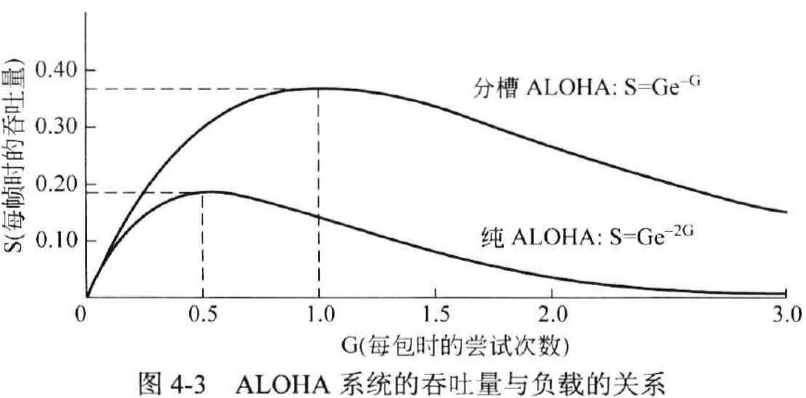 S(每帧时的吞吐量)
0.40
0.30
0.20
0.10
分槽 ALOHA: S=Ge⁻ᴳ
纯 ALOHA: S=Ge⁻²ᴳ
0 0.5 1.0 1.5 2.0 3.0
G(每包时的尝试次数)
图 4-3 ALOHA 系统的吞吐量与负载的关系